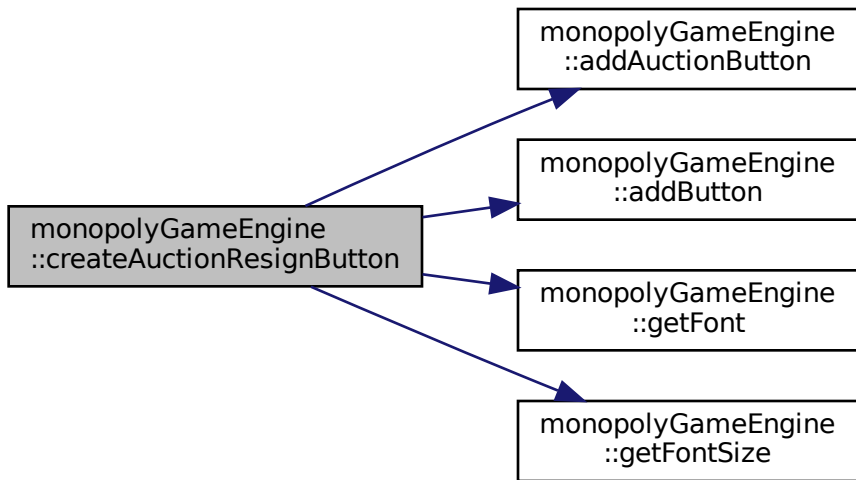 monopolyGameEngine
::createAuctionResignButton
monopolyGameEngine
::addAuctionButton
monopolyGameEngine
::addButton
monopolyGameEngine
::getFont
monopolyGameEngine
::getFontSize